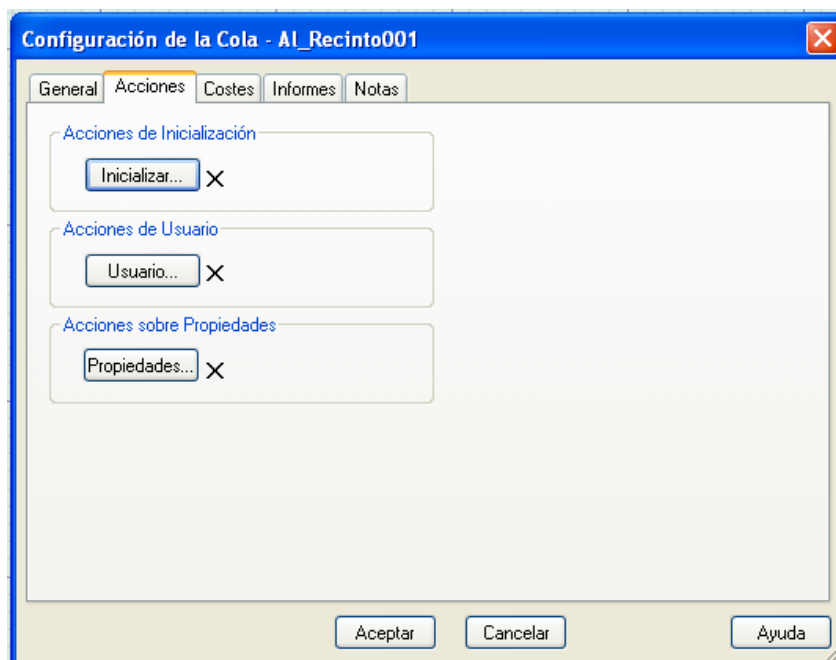 Configuración de la Cola - Al_Recinto001
General Acciones Costes Informes Notas
Acciones de Inicialización
Inicializar...
Acciones de Usuario
Usuario...
Acciones sobre Propiedades
Propiedades...
Aceptar Cancelar Ayuda